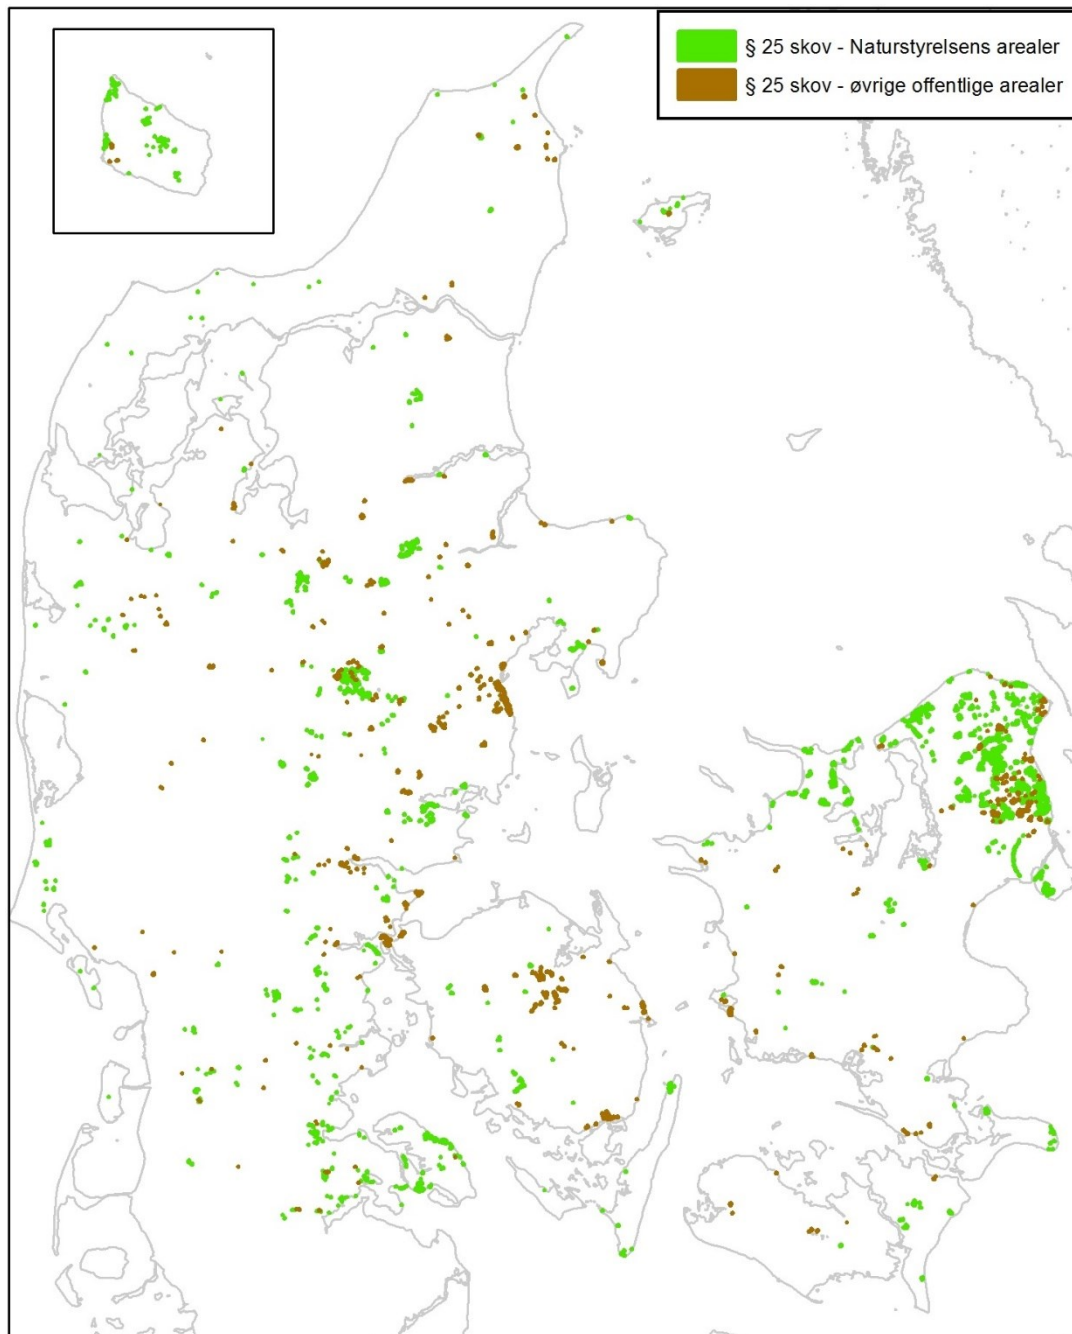 § 25 skov - Naturstyrelsens arealer
§ 25 skov - øvrige offentlige arealer